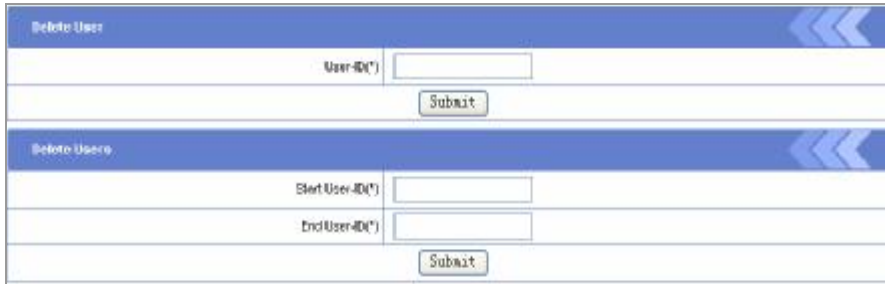 Delete User
User-ID(*)
Submit
Delete Users
Start User-ID(*)
End User-ID(*)
Submit